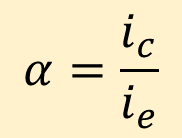 α = i_c / i_e